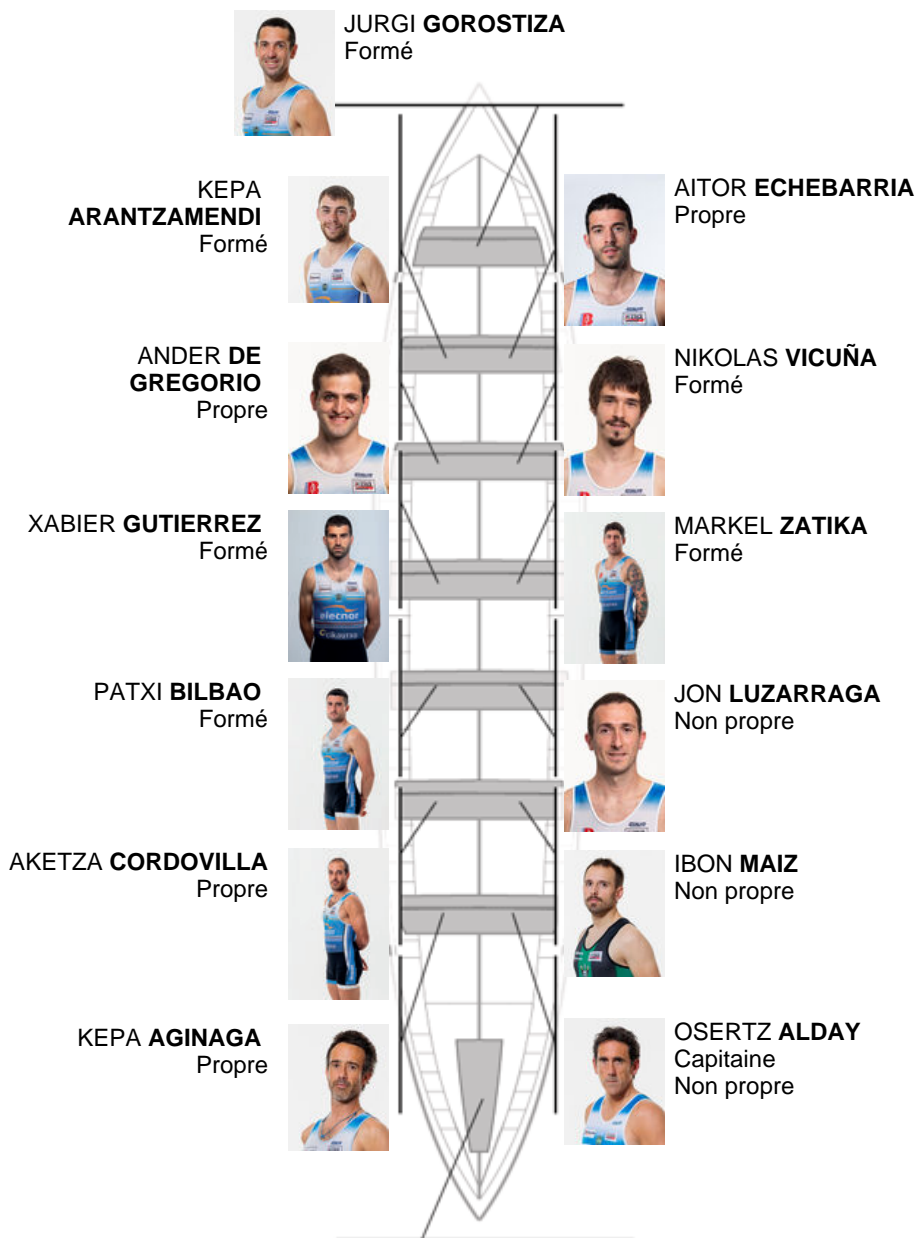 JURGI GOROSTIZA
Formé
KEPA
ARANTZAMENDI
Formé
AITOR ECHEBARRIA
Propre
ANDER DE
GREGORIO
Propre
NIKOLAS VICUÑA
Formé
XABIER GUTIERREZ
Formé
elecnor
cikautxo
MARKEL ZATIKA
Formé
PATXI BILBAO
Formé
JON LUZARRAGA
Non propre
AKETZA CORDOVILLA
Propre
IBON MAIZ
Non propre
KEPA AGINAGA
Propre
OSERTZ ALDAY
Capitaine
Non propre